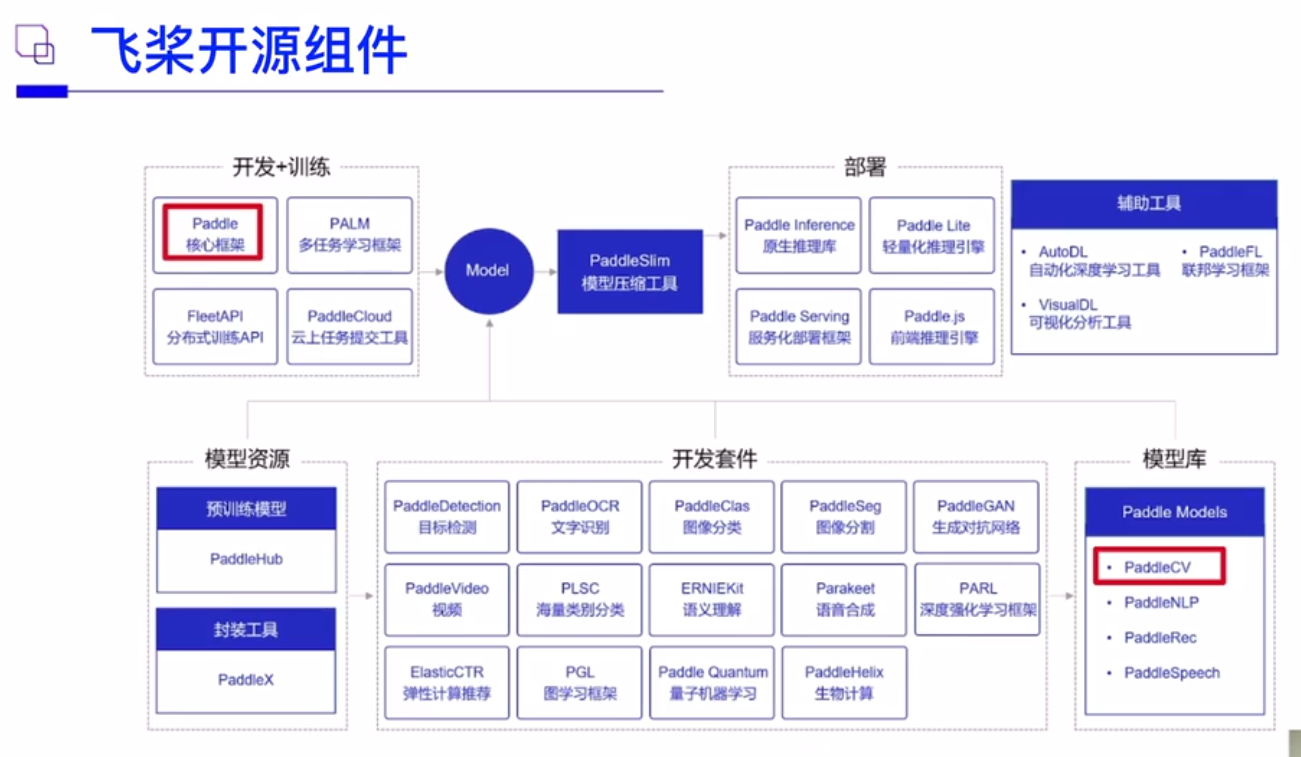 飞桨开源组件
开发+训练
Paddle
核心框架
PALM
多任务学习框架
FleetAPI
分布式训练API
PaddleCloud
云上任务提交工具
Model
PaddleSlim
模型压缩工具
部署
Paddle Inference
原生推理库
Paddle Lite
轻量化推理引擎
Paddle Serving
服务化部署框架
Paddle.js
前端推理引擎
辅助工具
• AutoDL
自动化深度学习工具
• PaddleFL
联邦学习框架
• VisualDL
可视化分析工具
模型资源
预训练模型
PaddleHub
封装工具
PaddleX
开发套件
PaddleDetection
目标检测
PaddleOCR
文字识别
PaddleClas
图像分类
PaddleSeg
图像分割
PaddleGAN
生成对抗网络
PaddleVideo
视频
PLSC
海量类别分类
ERNIEKit
语义理解
Parakeet
语音合成
PARL
深度强化学习框架
ElasticCTR
弹性计算推荐
PGL
图学习框架
Paddle Quantum
量子机器学习
PaddleHelix
生物计算
模型库
Paddle Models
• PaddleCV
• PaddleNLP
• PaddleRec
• PaddleSpeech